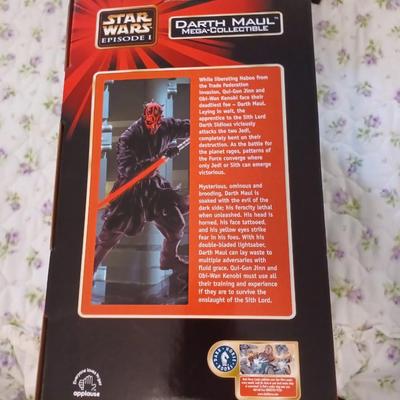 STAR
WARS
EPISODE I
DARTH MAUL™
MEGA-COLLECTIBLE
While liberating Naboo from
the Trade Federation
invasion, Qui-Gon Jinn and
Obi-Wan Kenobi face their
deadliest foe – Darth Maul.
Laying in wait, the
apprentice to the Sith Lord
Darth Sidious viciously
attacks the two Jedi,
completely bent on their
destruction. As the battle for
the planet rages, patterns of
the Force converge where
only Jedi or Sith can emerge
victorious.
Mysterious, ominous and
brooding, Darth Maul is
soaked with the evil of the
dark side; his ferocity lethal
when unleashed. His head is
horned, his face tattooed,
and his yellow eyes strike
fear in his foes. With his
double-bladed lightsaber,
Darth Maul can lay waste to
multiple adversaries with
fluid grace. Qui-Gon Jinn and
Obi-Wan Kenobi must use all
their training and experience
if they are to survive the
onslaught of the Sith Lord.
Everyone loves to get
applause